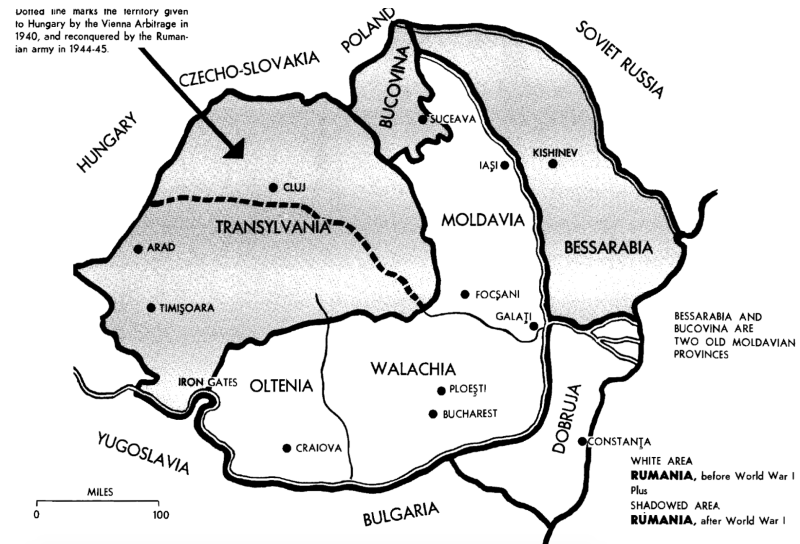 Dotted line marks the territory given
to Hungary by the Vienna Arbitrage in
1940, and reconquered by the Ruman-
ian army in 1944-45.
POLAND
SOVIET RUSSIA
CZECHO-SLOVAKIA
HUNGARY
BUCOVINA
SUCEAVA
IAŞI
KISHINEV
CLUJ
TRANSYLVANIA
MOLDAVIA
BESSARABIA
ARAD
TIMIŞOARA
FOCŞANI
GALAŢI
BESSARABIA AND
BUCOVINA ARE
TWO OLD MOLDAVIAN
PROVINCES
IRON GATES
OLTENIA
WALACHIA
PLOEŞTI
BUCHAREST
DOBRUJA
CRAIOVA
CONSTANŢA
YUGOSLAVIA
BULGARIA
WHITE AREA
RUMANIA, before World War I
Plus
SHADOWED AREA
RUMANIA, after World War I
MILES
0 100